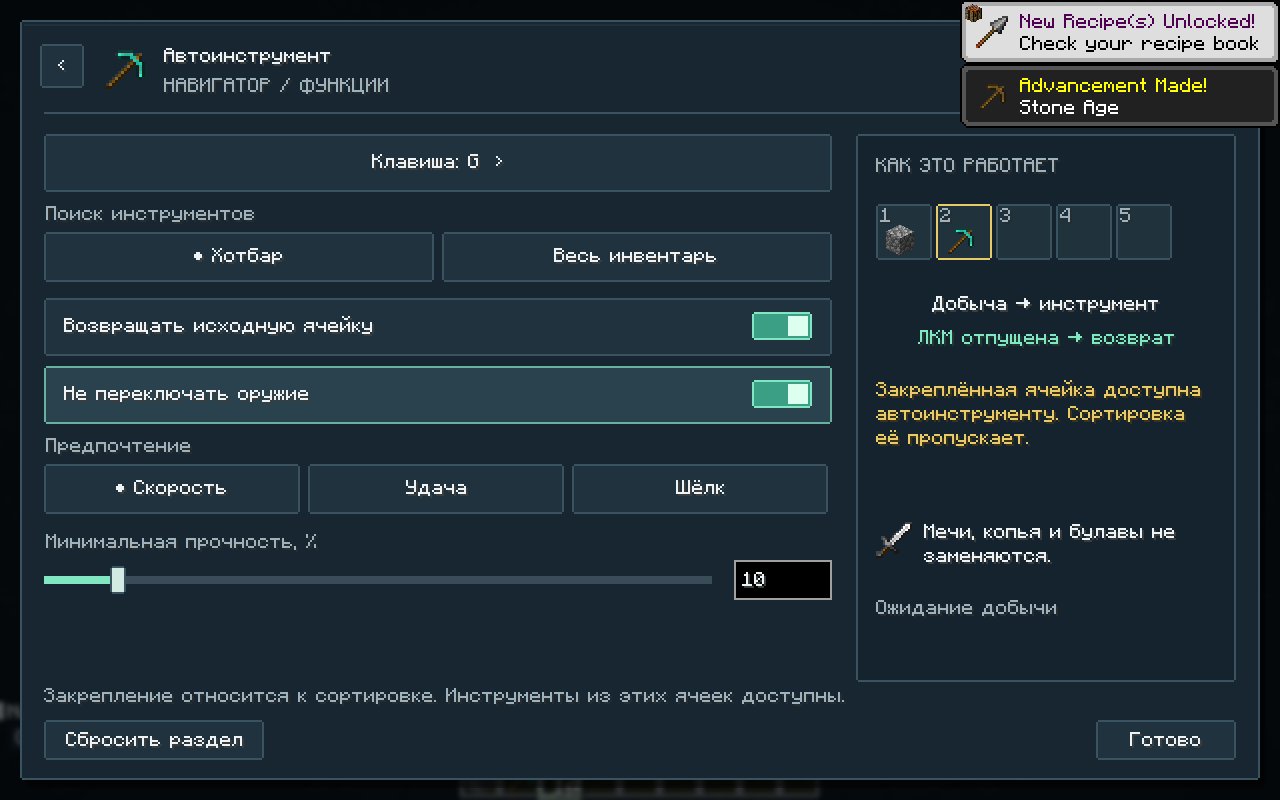 New Recipe(s) Unlocked!
Check your recipe book
Advancement Made!
Stone Age
<
Автоинструмент
НАВИГАТОР / ФУНКЦИИ
Клавиша: G >
Поиск инструментов
• Хотбар
Весь инвентарь
Возвращать исходную ячейку
Не переключать оружие
Предпочтение
• Скорость
Удача
Шёлк
Минимальная прочность, %
10
КАК ЭТО РАБОТАЕТ
1 2 3 4 5
Добыча → инструмент
ЛКМ отпущена → возврат
Закреплённая ячейка доступна
автоинструменту. Сортировка
её пропускает.
Мечи, копья и булавы не
заменяются.
Ожидание добычи
Закрепление относится к сортировке. Инструменты из этих ячеек доступны.
Сбросить раздел
Готово